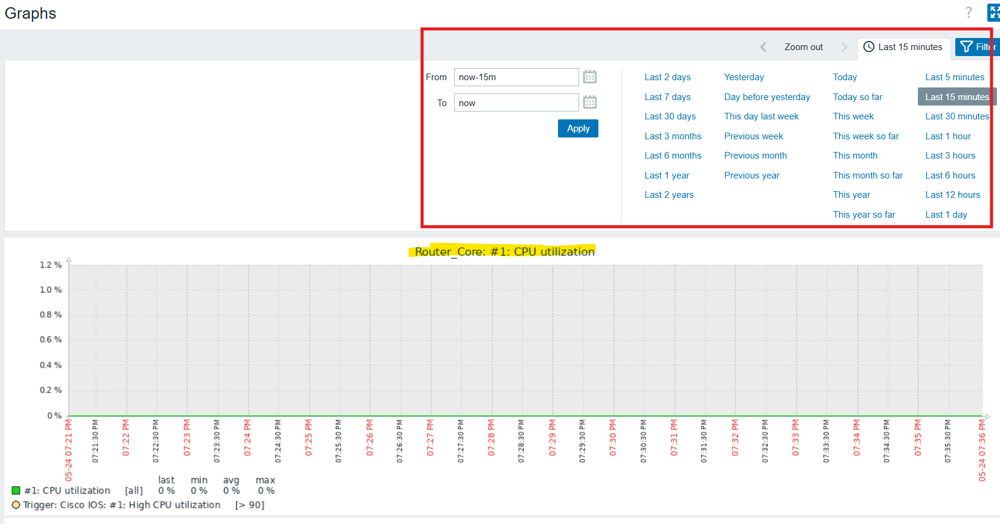 Graphs
?
Zoom out
Last 15 minutes
Filter
From now-15m
To now
Apply
Last 2 days Yesterday Today Last 5 minutes
Last 7 days Day before yesterday Today so far Last 15 minutes
Last 30 days This day last week This week Last 30 minutes
Last 3 months Previous week This week so far Last 1 hour
Last 6 months Previous month This month Last 3 hours
Last 1 year Previous year This month so far Last 6 hours
Last 2 years This year Last 12 hours
This year so far Last 1 day
Router_Core: #1: CPU utilization
1.2 %
1.0 %
0.8 %
0.6 %
0.4 %
0.2 %
0 %
05-24 07:21 PM
07:21:30 PM
07:22 PM
07:22:30 PM
07:23 PM
07:23:30 PM
07:24 PM
07:24:30 PM
07:25 PM
07:25:30 PM
07:26 PM
07:26:30 PM
07:27 PM
07:27:30 PM
07:28 PM
07:28:30 PM
07:29 PM
07:29:30 PM
07:30 PM
07:30:30 PM
07:31 PM
07:31:30 PM
07:32 PM
07:32:30 PM
07:33 PM
07:33:30 PM
07:34 PM
07:34:30 PM
07:35 PM
07:35:30 PM
05-24 07:36 PM
last min avg max
#1: CPU utilization [all] 0 % 0 % 0 % 0 %
Trigger: Cisco IOS: #1: High CPU utilization [> 90]